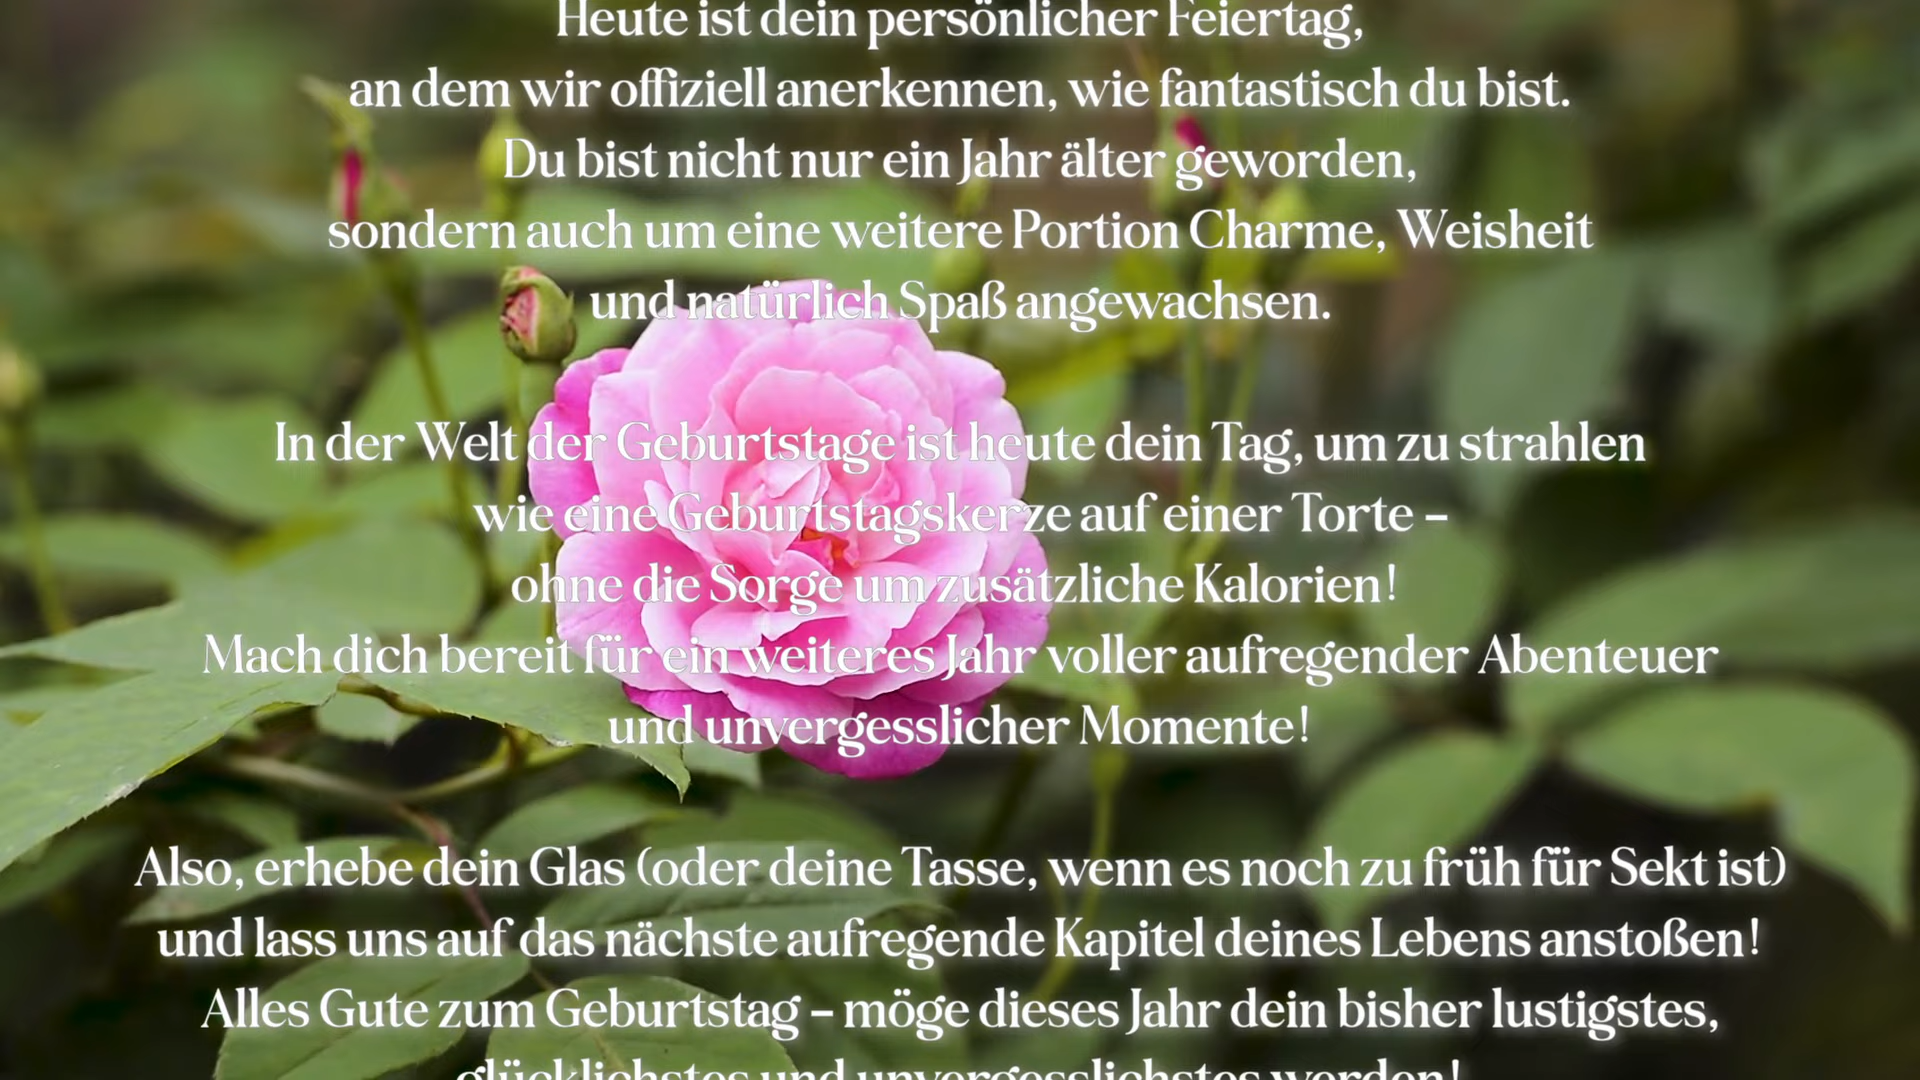 Heute ist dein persönlicher Feiertag,
an dem wir offiziell anerkennen, wie fantastisch du bist.
Du bist nicht nur ein Jahr älter geworden,
sondern auch um eine weitere Portion Charme, Weisheit
und natürlich Spaß angewachsen.
In der Welt der Geburtstage ist heute dein Tag, um zu strahlen
wie eine Geburtstagskerze auf einer Torte –
ohne die Sorge um zusätzliche Kalorien!
Mach dich bereit für ein weiteres Jahr voller aufregender Abenteuer
und unvergesslicher Momente!
Also, erhebe dein Glas (oder deine Tasse, wenn es noch zu früh für Sekt ist)
und lass uns auf das nächste aufregende Kapitel deines Lebens anstoßen!
Alles Gute zum Geburtstag – möge dieses Jahr dein bisher lustigstes,
glücklichstes und unvergesslichstes werden!